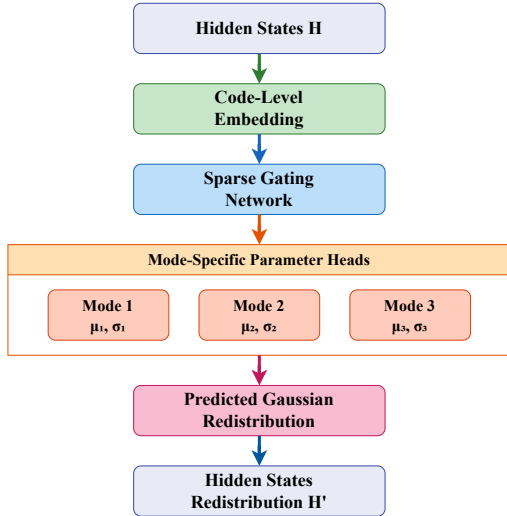 Hidden States H
Code-Level
Embedding
Sparse Gating
Network
Mode-Specific Parameter Heads
Mode 1
μ₁, σ₁
Mode 2
μ₂, σ₂
Mode 3
μ₃, σ₃
Predicted Gaussian
Redistribution
Hidden States
Redistribution H'